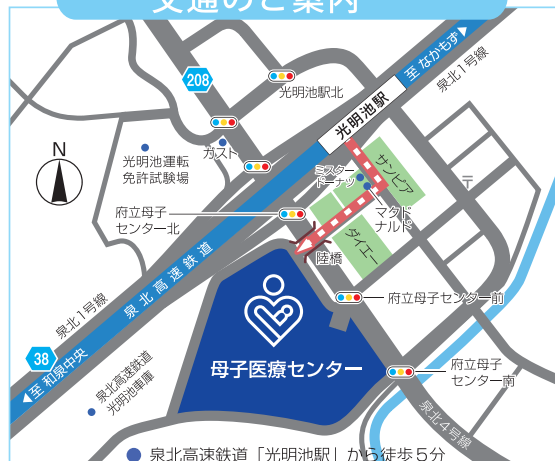 交通のご案内
至 なかもず
泉北1号線
208
光明池駅北
光明池駅
ガスト
N
光明池運転
免許試験場
ミスター
ドーナツ
サンピア
〒
マクド
ナルド
府立母子
センター北
ダイエー
陸橋
泉北高速鉄道
府立母子センター前
泉北1号線
38
至 和泉中央
母子医療センター
府立母子
センター南
泉北高速鉄道
光明池車庫
泉北4号線
● 泉北高速鉄道「光明池駅」から徒歩5分